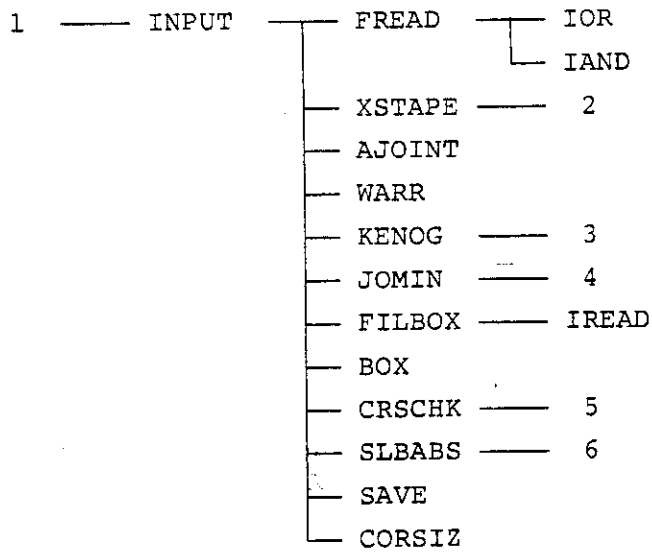 1 INPUT FREAD IOR
IAND
XSTAPE 2
AJOINT
WARR
KENOG 3
JOMIN 4
FILBOX IREAD
BOX
CRSCHK 5
SLBABS 6
SAVE
CORSIZ